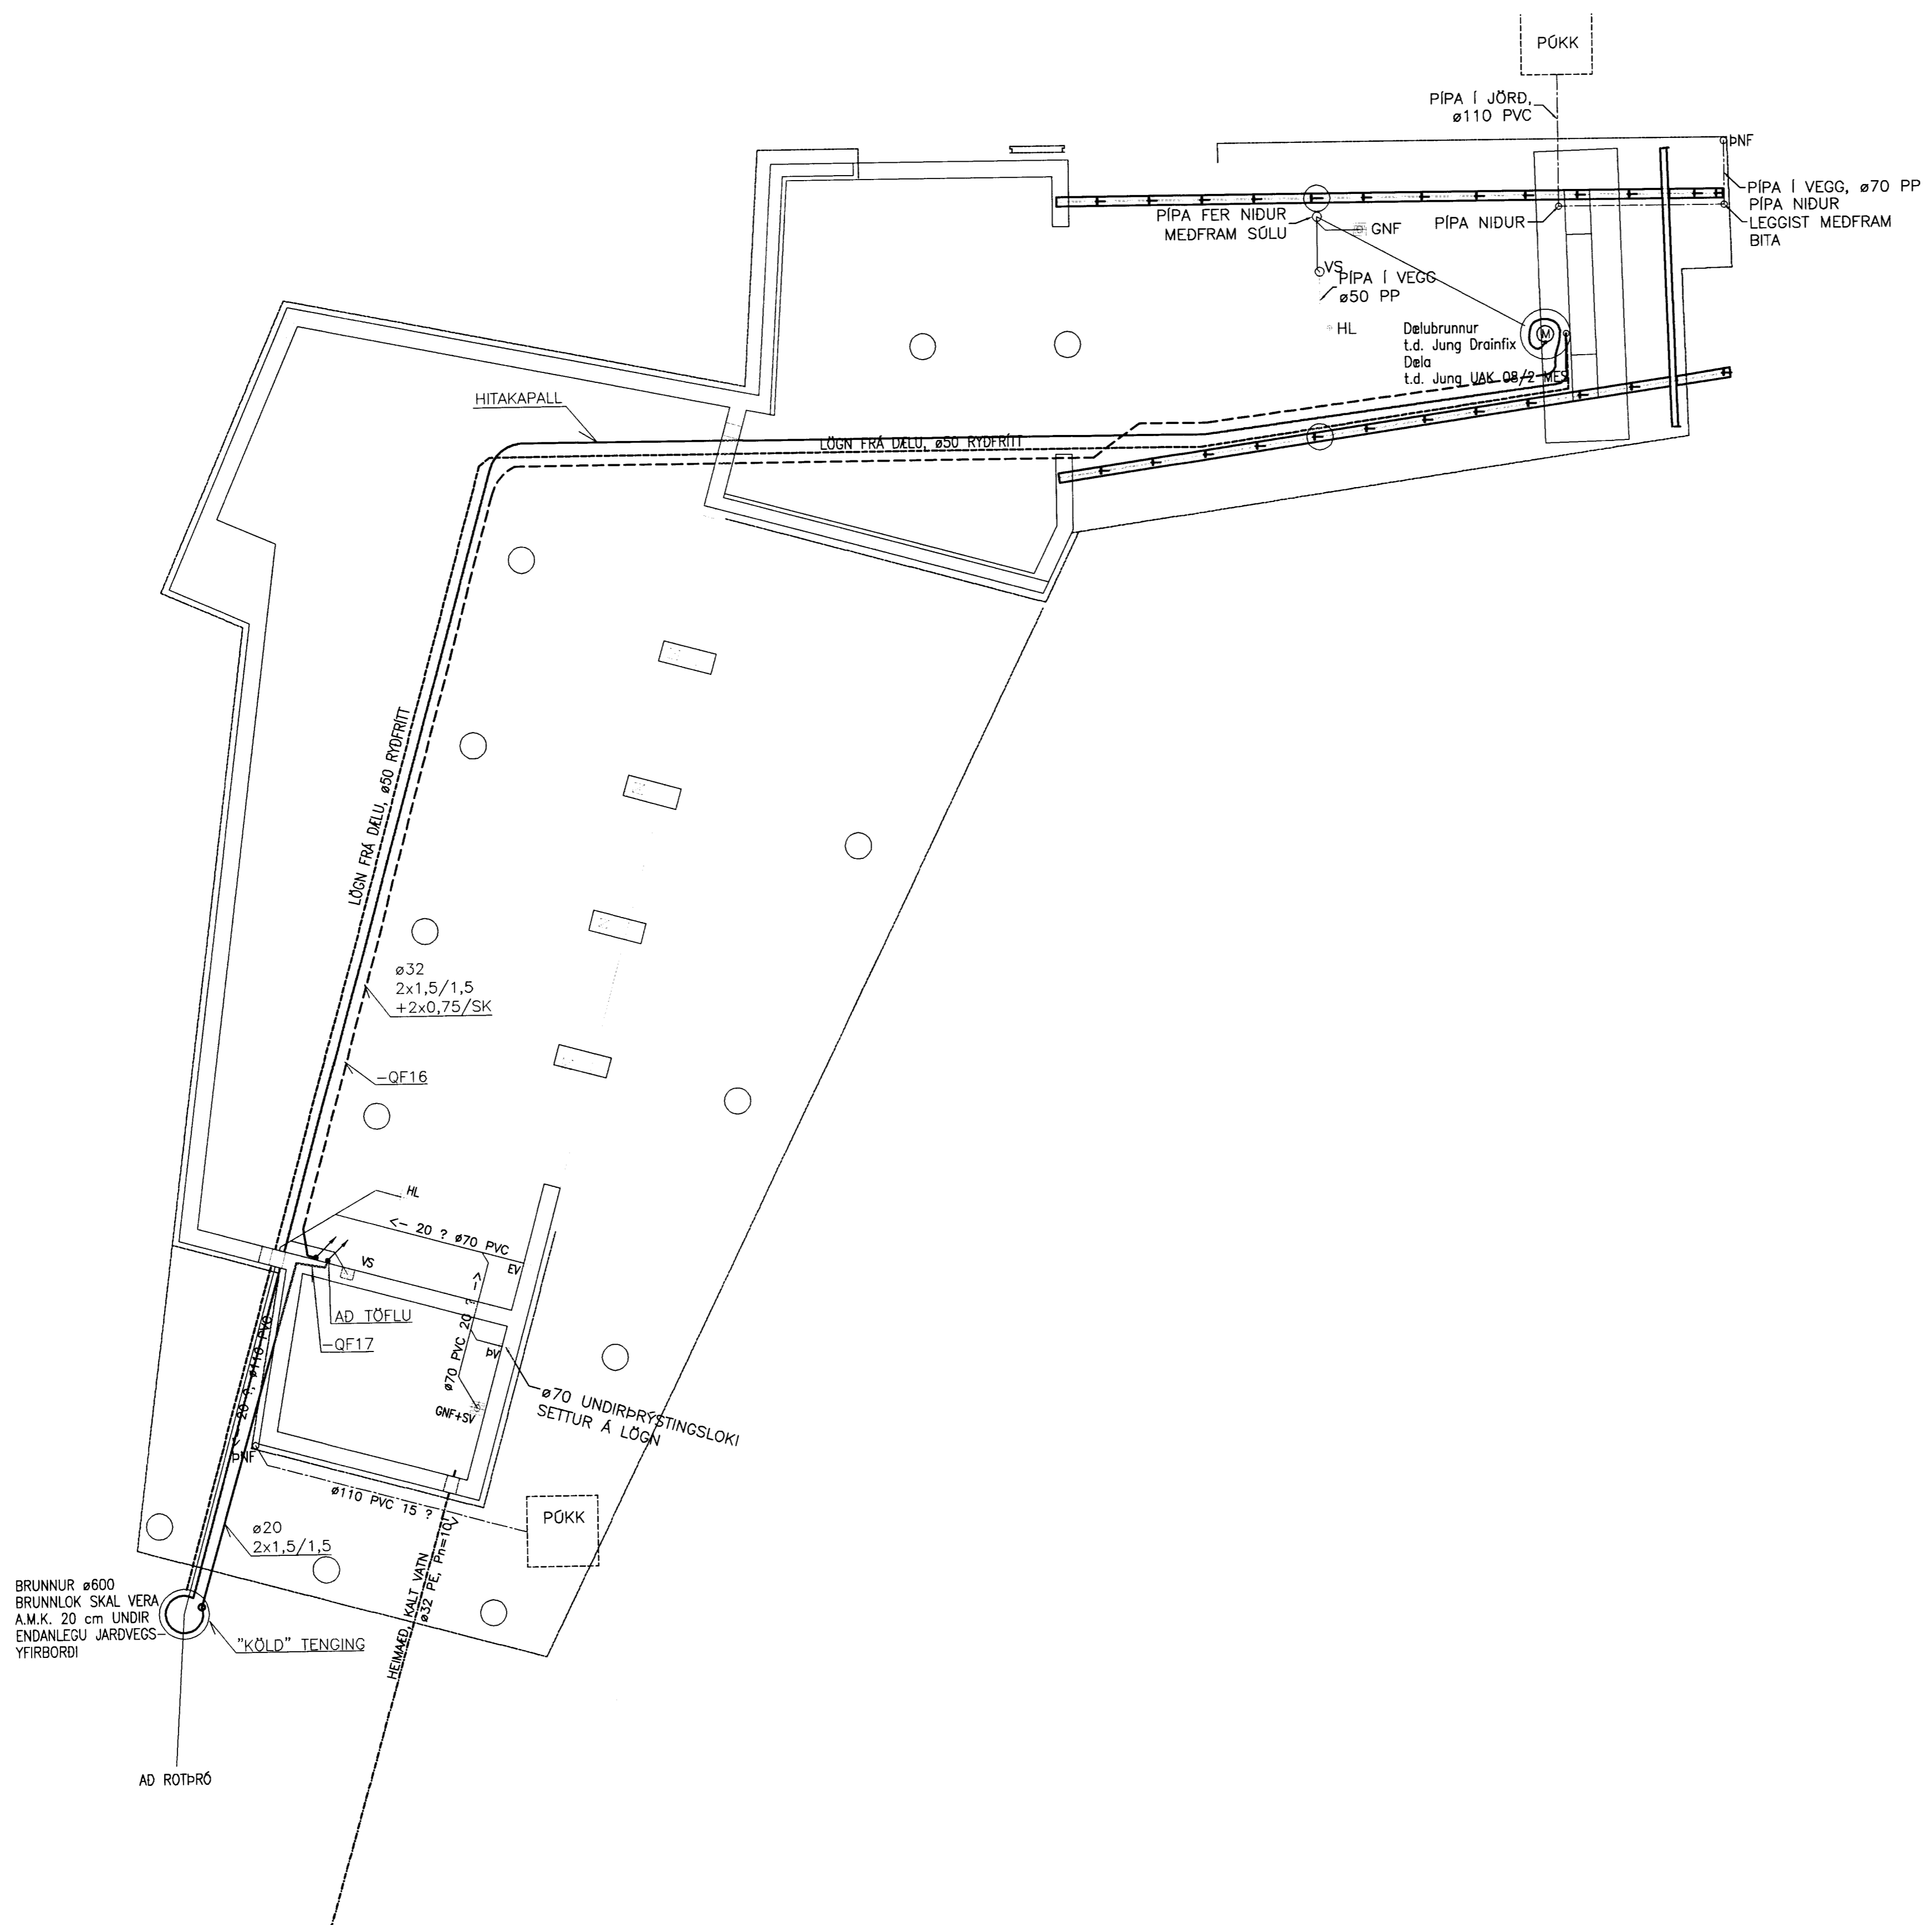 PÚKK
PÍPA Í JÖRÐ,
ø110 PVC
ÞNF
PÍPA Í VEGG, ø70 PP
PÍPA NIÐUR
LEGGIST MEÐFRAM
BITA
PÍPA FER NIÐUR
MEÐFRAM SÚLU
GNF
PÍPA NIÐUR
VS
PÍPA Í VEGG
ø50 PP
HL
Dælubrunnur
t.d. Jung Drainfix
Dæla
t.d. Jung UAK 08/2 MES
M
HITAKAPALL
LÖGN FRÁ DÆLU, ø50 RYÐFRÍTT
LÖGN FRÁ DÆLU, ø50 RYÐFRÍTT
ø32
2x1,5/1,5
+2x0,75/SK
-QF16
HL
<- 20 ? ø70 PVC
VS
EV
AÐ TÖFLU
-QF17
ø70 PVC 20 ? ->
ÞV
GNF+SV
ø70 UNDIRÞRÝSTINGSLOKI
SETTUR Á LÖGN
<- 20 ?, ø110 PVC
ÞNF
ø110 PVC 15 ?
PÚKK
ø20
2x1,5/1,5
HEIMÆÐ, KALT VATN
ø32 PE, Pn=10
BRUNNUR ø600
BRUNNLOK SKAL VERA
A.M.K. 20 cm UNDIR
ENDANLEGU JARÐVEGS-
YFIRBORÐI
"KÖLD" TENGING
AÐ ROTÞRÓ